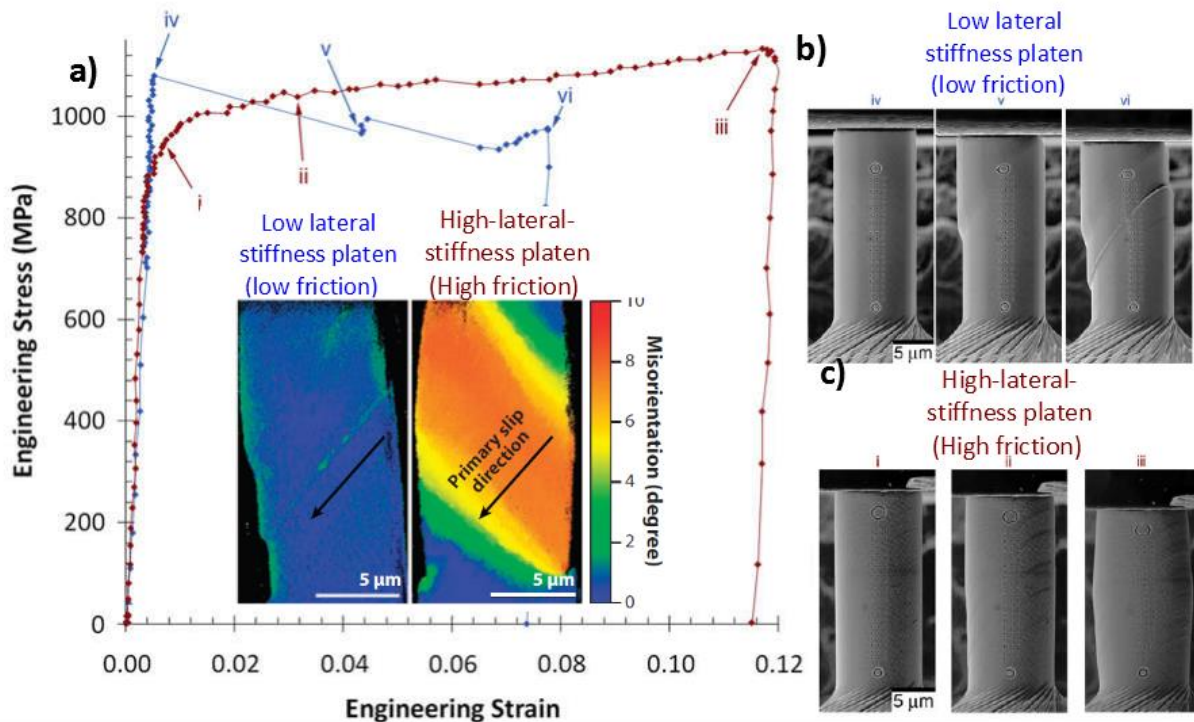 a)
iv
v
vi
i
ii
iii
Engineering Stress (MPa)
1000
800
600
400
200
0
0.00
0.02
0.04
0.06
0.08
0.10
0.12
Engineering Strain
Low lateral
stiffness platen
(low friction)
High-lateral-
stiffness platen
(High friction)
Primary slip
direction
5 μm
5 μm
10
8
6
4
2
0
Misorientation (degree)
b)
Low lateral
stiffness platen
(low friction)
iv
v
vi
5 μm
c)
High-lateral-
stiffness platen
(High friction)
i
ii
iii
5 μm